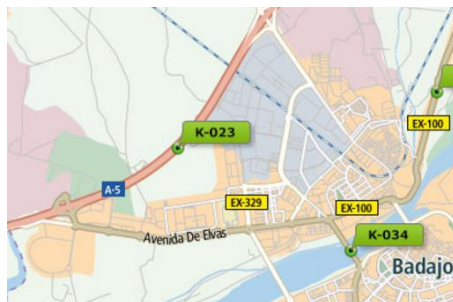 EX-100
K-023
A-5
EX-329
EX-100
Avenida De Elvas
K-034
Badajo